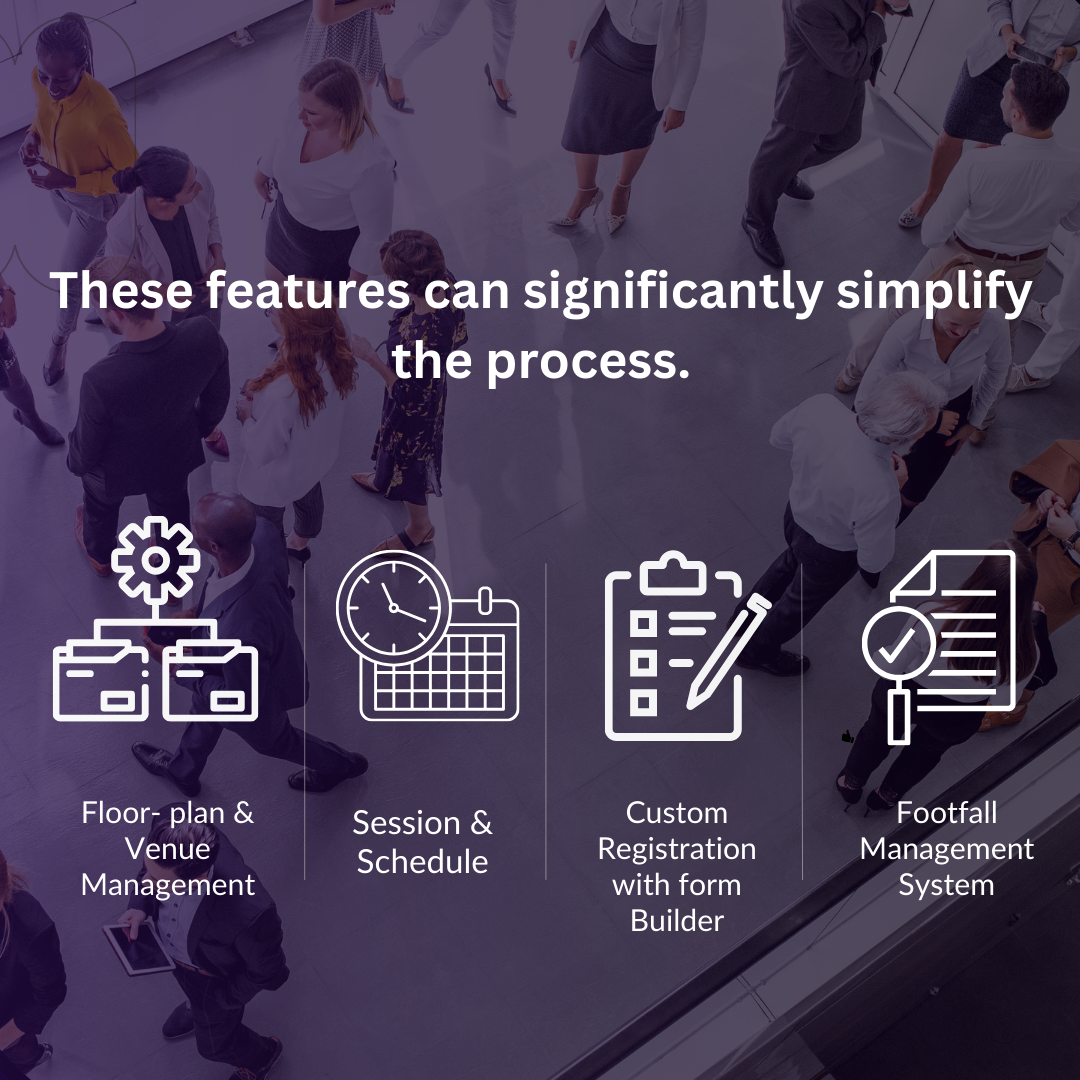 These features can significantly simplify
the process.
Floor- plan &
Venue
Management
Session &
Schedule
Custom
Registration
with form
Builder
Footfall
Management
System